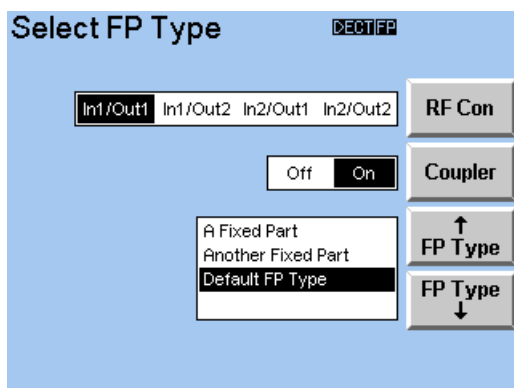 Select FP Type DECT FP
In1/Out1 In1/Out2 In2/Out1 In2/Out2 RF Con
Off On Coupler
A Fixed Part
Another Fixed Part
Default FP Type
↑
FP Type
FP Type
↓